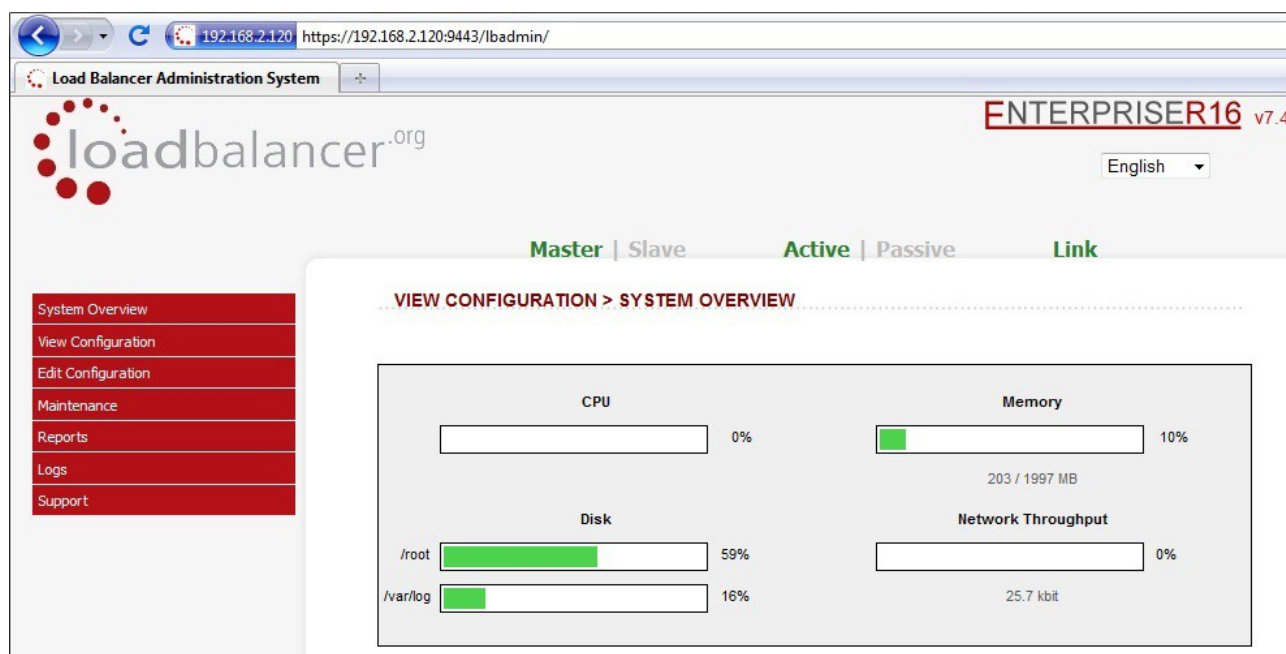 192.168.2.120 https://192.168.2.120:9443/lbadmin/
Load Balancer Administration System
loadbalancer.org
ENTERPRISER16 v7.4
English
Master | Slave Active | Passive Link
VIEW CONFIGURATION > SYSTEM OVERVIEW
System Overview
View Configuration
Edit Configuration
Maintenance
Reports
Logs
Support
CPU Memory
0% 10%
203 / 1997 MB
Disk Network Throughput
/root 59% 0%
/var/log 16% 25.7 kbit